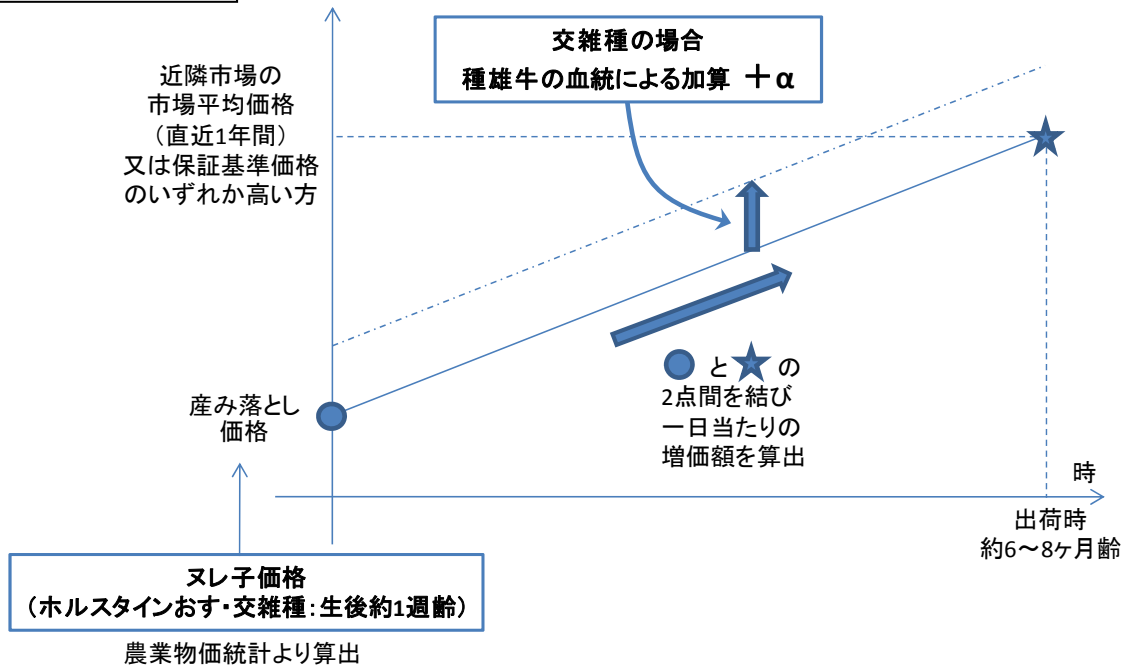 交雑種の場合
種雄牛の血統による加算 ＋α
近隣市場の
市場平均価格
（直近1年間）
又は保証基準価格
のいずれか高い方
産み落とし
価格
●と★の
2点間を結び
一日当たりの
増価額を算出
時
出荷時
約6～8ヶ月齢
ヌレ子価格
（ホルスタインおす・交雑種：生後約1週齢）
農業物価統計より算出